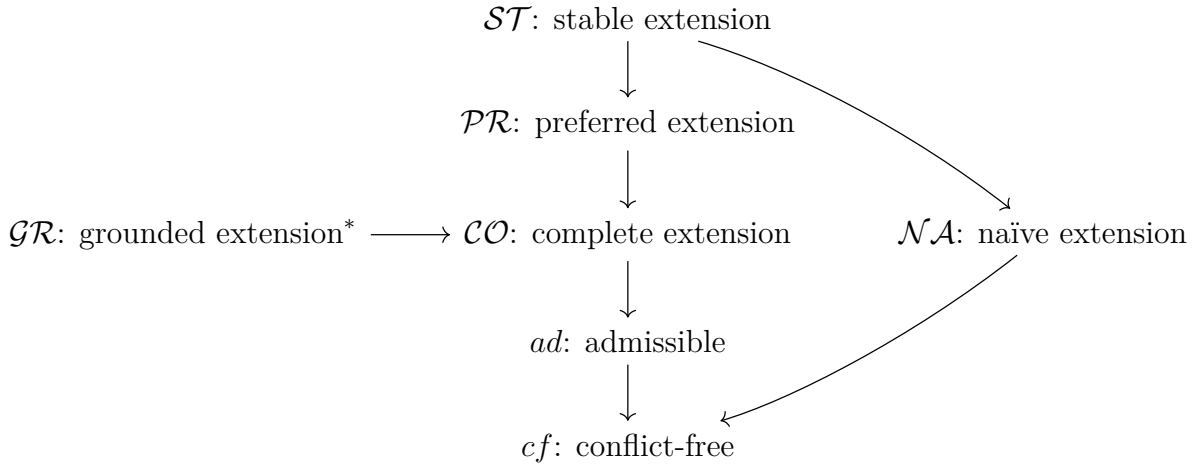 𝒮𝒯: stable extension
𝒫ℛ: preferred extension
𝒢ℛ: grounded extension* 𝒞𝒪: complete extension 𝒩𝒜: naïve extension
ad: admissible
cf: conflict-free